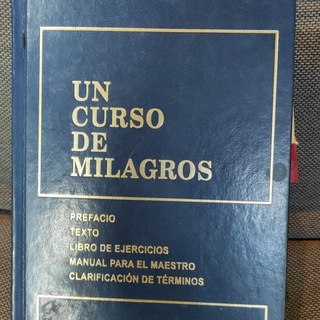 UN
CURSO
DE
MILAGROS
PREFACIO
TEXTO
LIBRO DE EJERCICIOS
MANUAL PARA EL MAESTRO
CLARIFICACIÓN DE TÉRMINOS